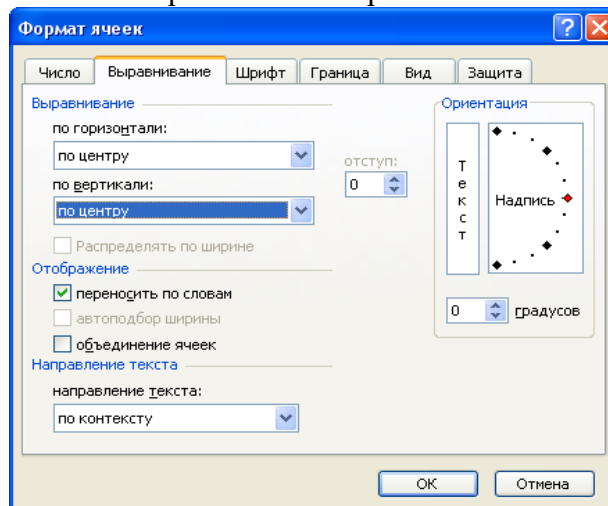 Формат ячеек
Число Выравнивание Шрифт Граница Вид Защита
Выравнивание
по горизонтали:
по центру
отступ:
0
по вертикали:
по центру
Распределять по ширине
Отображение
переносить по словам
автоподбор ширины
объединение ячеек
Направление текста
направление текста:
по контексту
Ориентация
Текст
Надпись
0 градусов
ОК Отмена